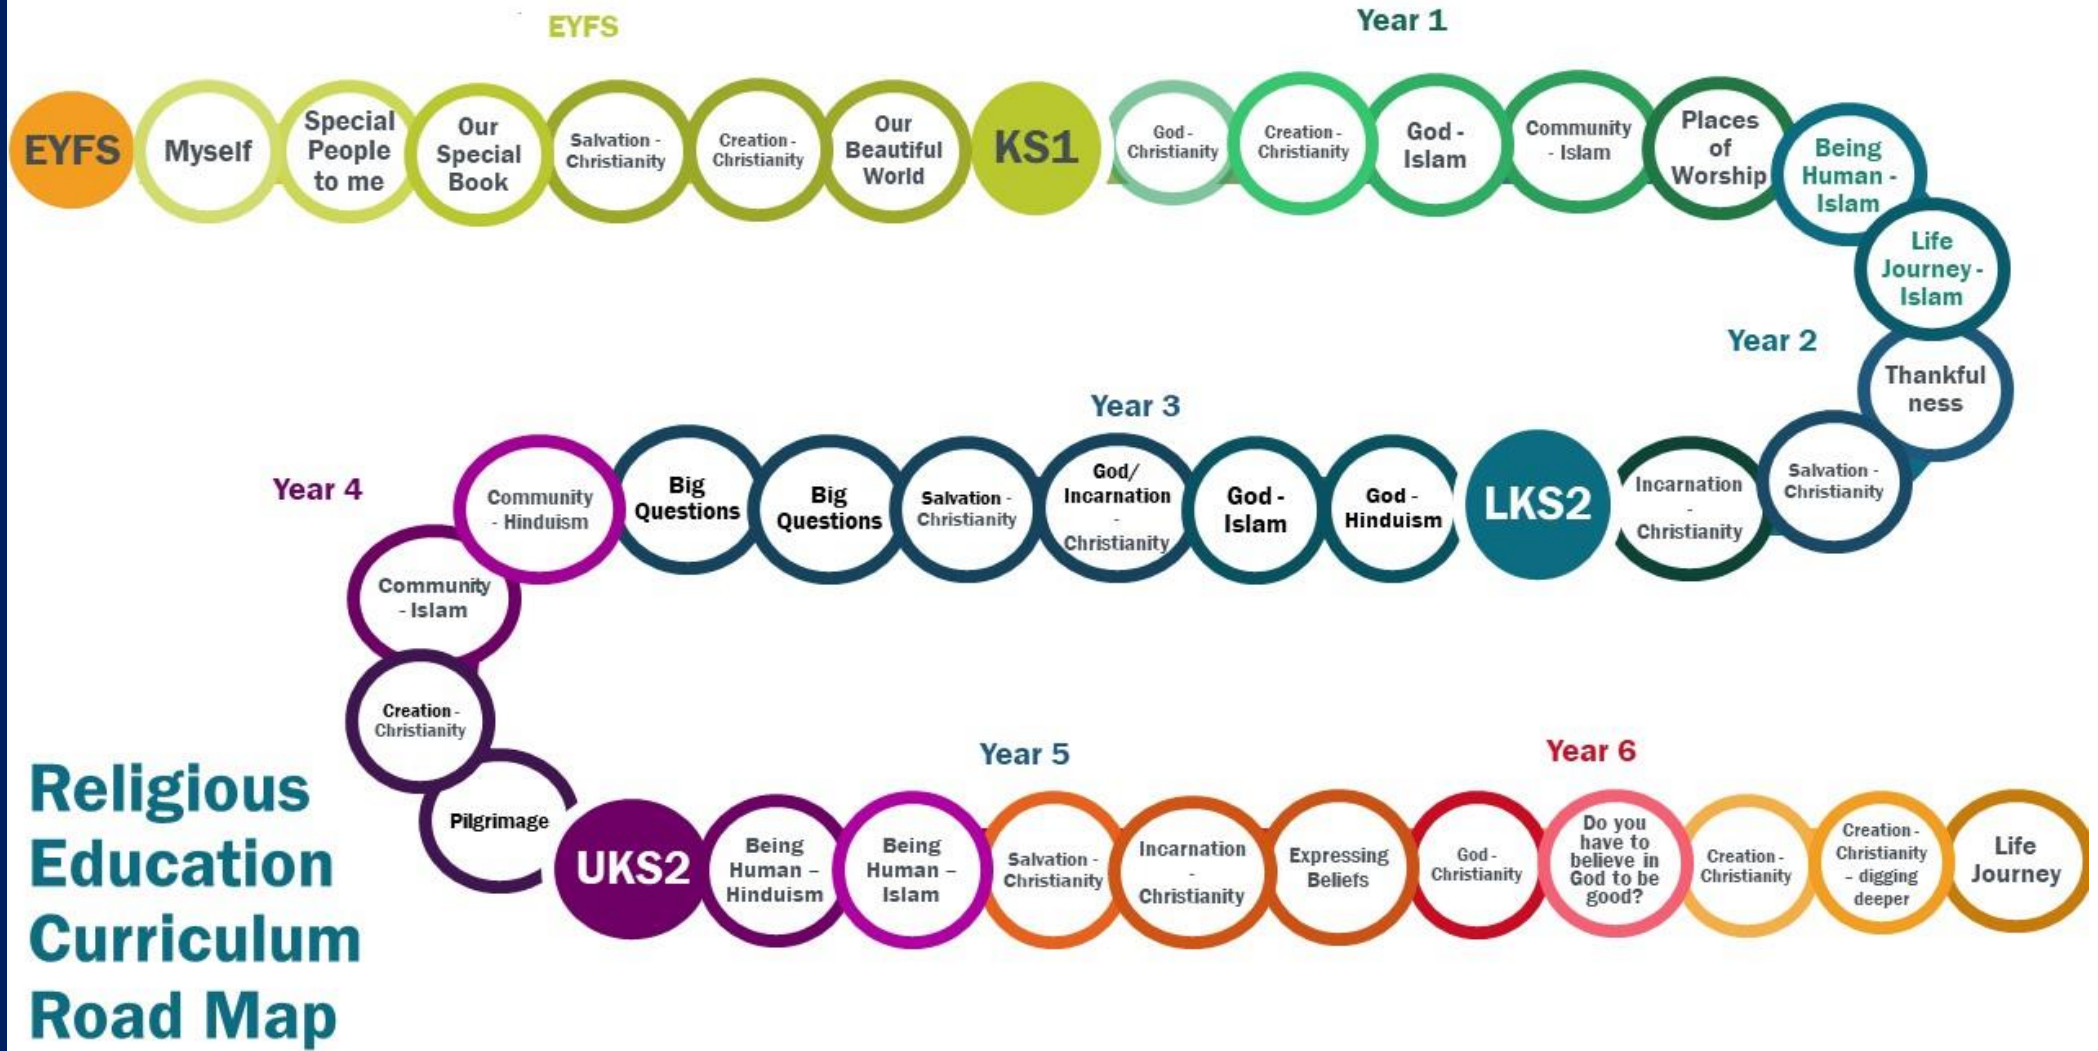 EYFS
Year 1
EYFS
Myself
Special
People
to me
Our
Special
Book
Salvation -
Christianity
Creation -
Christianity
Our
Beautiful
World
KS1
God -
Christianity
Creation -
Christianity
God -
Islam
Community
- Islam
Places
of
Worship
Being
Human -
Islam
Life
Journey -
Islam
Year 2
Thankful
ness
Salvation -
Christianity
Incarnation
-
Christianity
LKS2
Year 3
God -
Hinduism
God -
Islam
God/
Incarnation
-
Christianity
Salvation -
Christianity
Big
Questions
Big
Questions
Year 4
Community
- Hinduism
Community
- Islam
Creation -
Christianity
Pilgrimage
UKS2
Year 5
Being
Human –
Hinduism
Being
Human –
Islam
Salvation -
Christianity
Incarnation
-
Christianity
Expressing
Beliefs
Year 6
God -
Christianity
Do you
have to
believe in
God to be
good?
Creation -
Christianity
Creation -
Christianity
– digging
deeper
Life
Journey
Religious
Education
Curriculum
Road Map